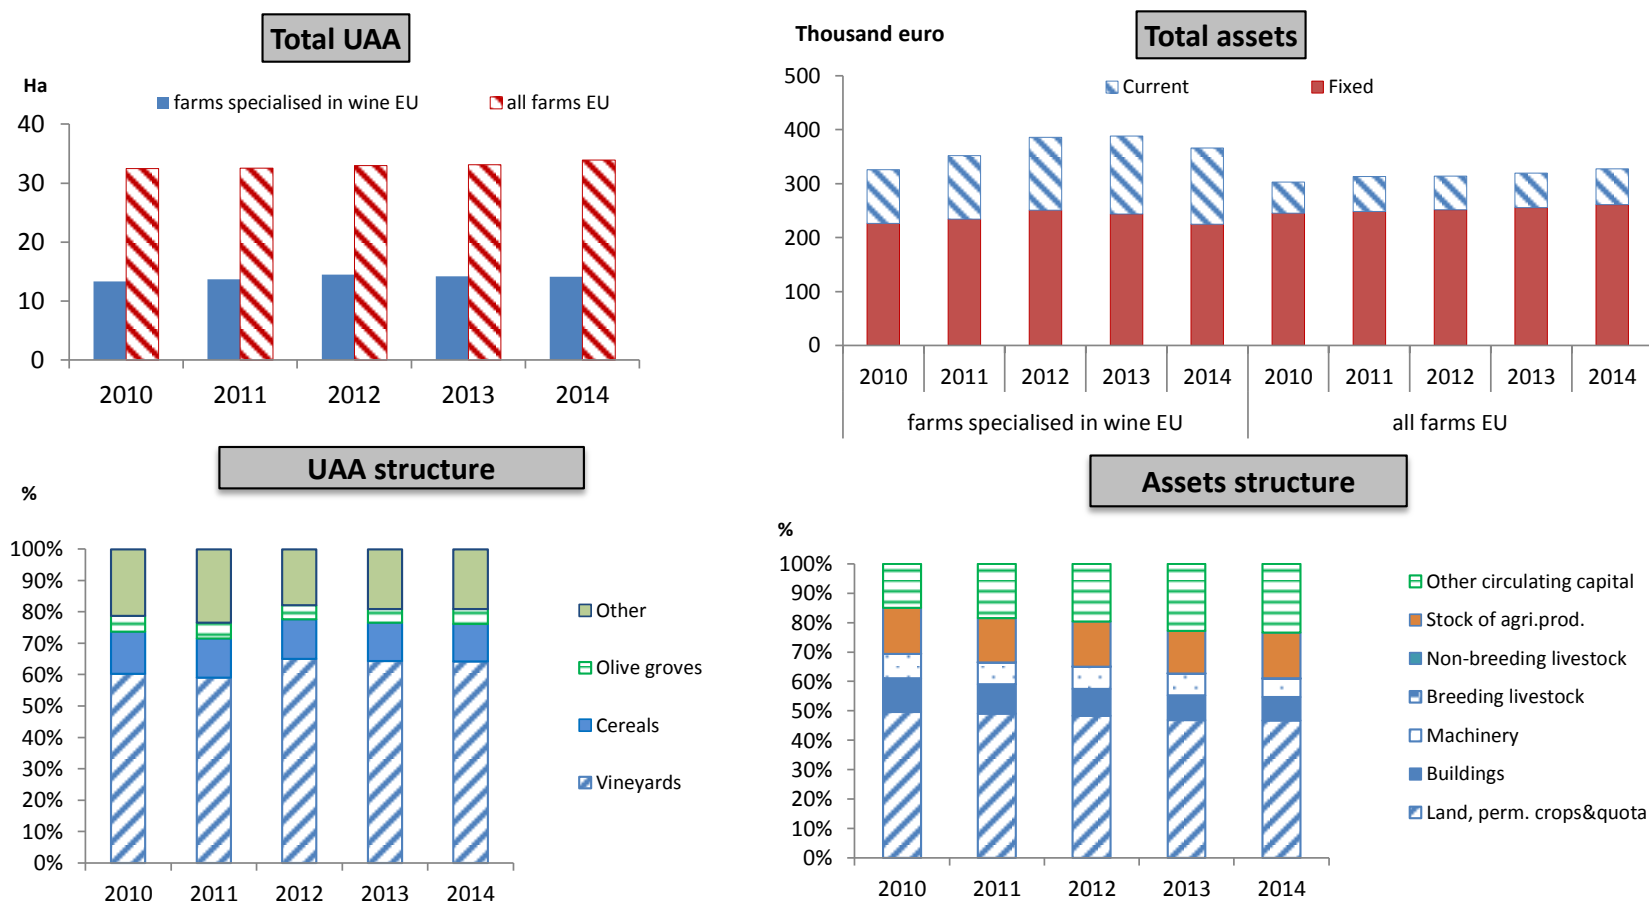 Total UAA
Ha
farms specialised in wine EU
all farms EU
40
30
20
10
0
2010 2011 2012 2013 2014
Thousand euro
Total assets
Current
Fixed
500
400
300
200
100
0
2010 2011 2012 2013 2014 2010 2011 2012 2013 2014
farms specialised in wine EU
all farms EU
UAA structure
%
100%
90%
80%
70%
60%
50%
40%
30%
20%
10%
0%
2010 2011 2012 2013 2014
Other
Olive groves
Cereals
Vineyards
Assets structure
%
100%
90%
80%
70%
60%
50%
40%
30%
20%
10%
0%
2010 2011 2012 2013 2014
Other circulating capital
Stock of agri.prod.
Non-breeding livestock
Breeding livestock
Machinery
Buildings
Land, perm. crops&quota